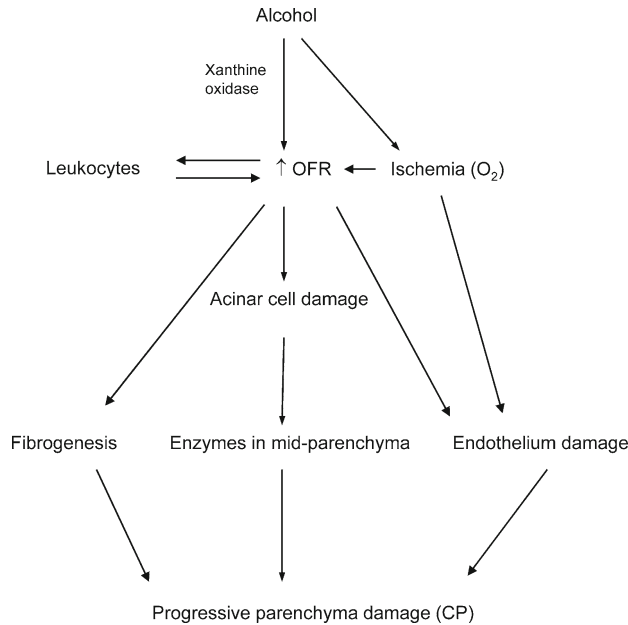 Alcohol
Xanthine
oxidase
Leukocytes
↑ OFR
Ischemia (O₂)
Acinar cell damage
Fibrogenesis
Enzymes in mid-parenchyma
Endothelium damage
Progressive parenchyma damage (CP)